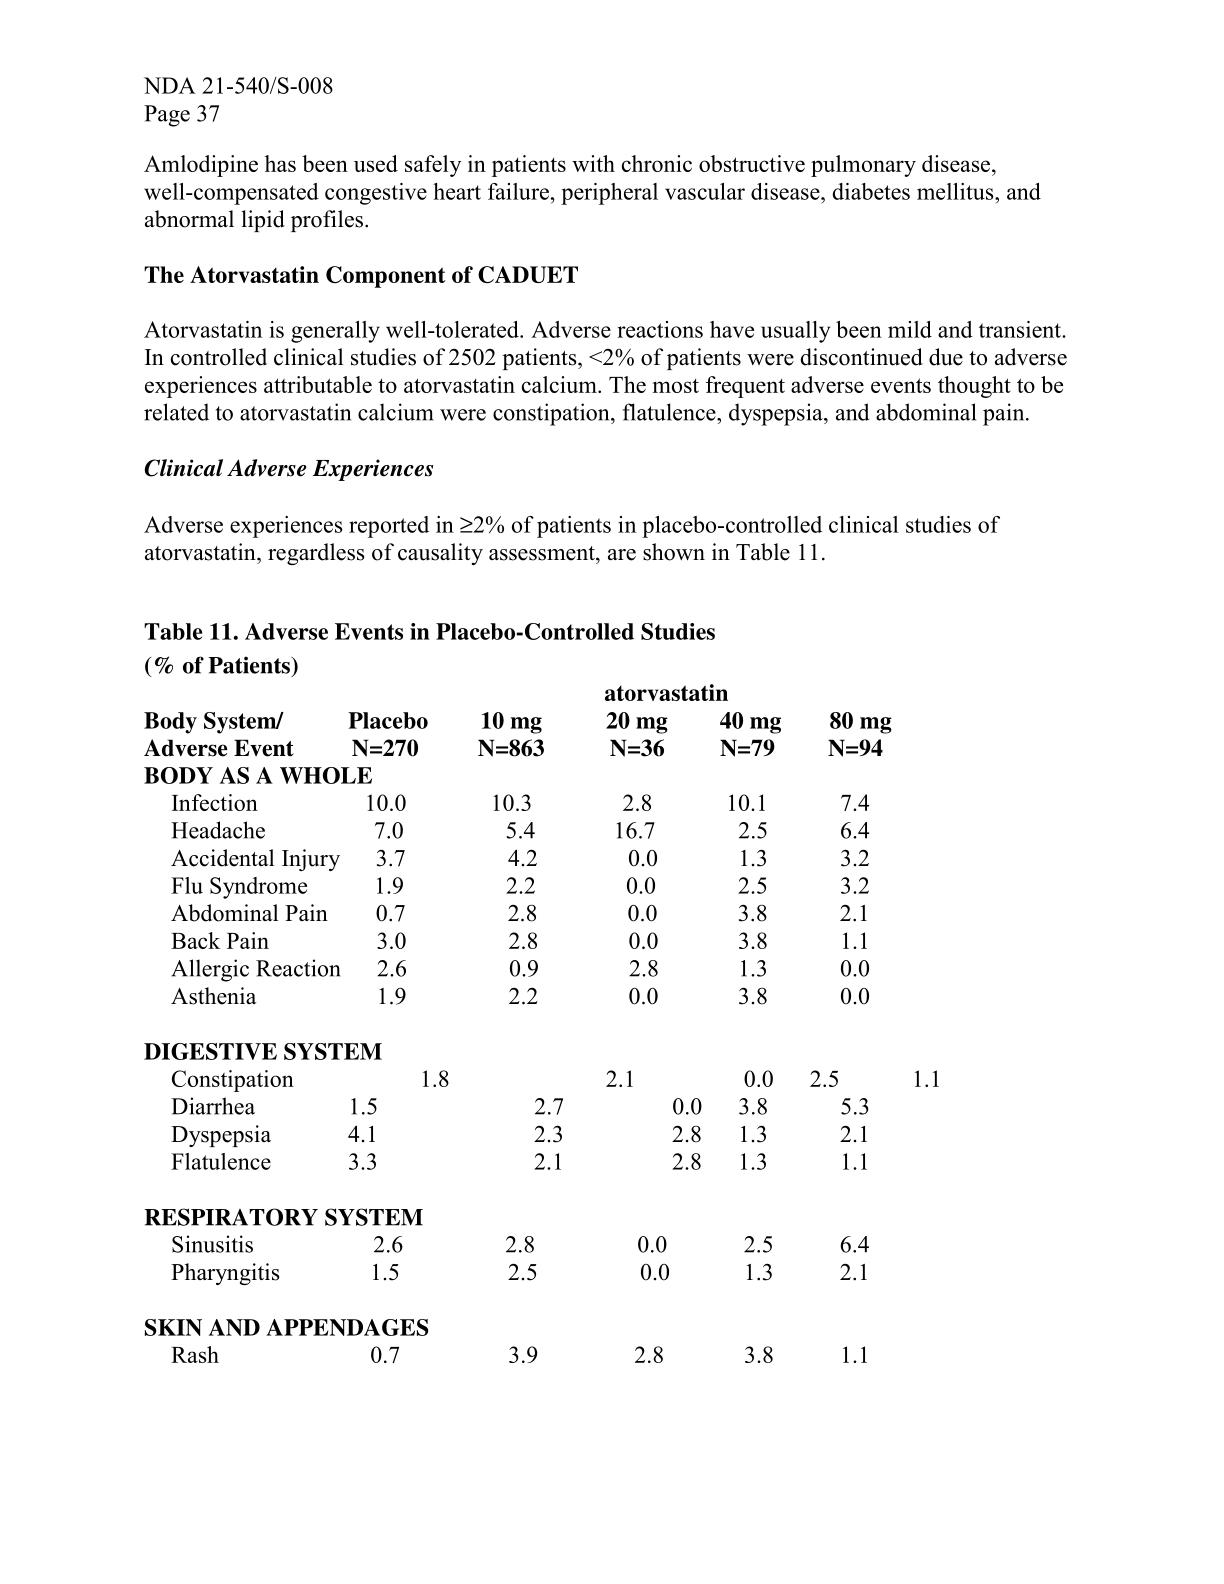 NDA 21-540/S-008
Page 37
Amlodipine has been used safely in patients with chronic obstructive pulmonary disease,
well-compensated congestive heart failure, peripheral vascular disease, diabetes mellitus, and
abnormal lipid profiles.
The Atorvastatin Component of CADUET
Atorvastatin is generally well-tolerated. Adverse reactions have usually been mild and transient.
In controlled clinical studies of 2502 patients, <2% of patients were discontinued due to adverse
experiences attributable to atorvastatin calcium. The most frequent adverse events thought to be
related to atorvastatin calcium were constipation, flatulence, dyspepsia, and abdominal pain.
Clinical Adverse Experiences
Adverse experiences reported in ≥2% of patients in placebo-controlled clinical studies of
atorvastatin, regardless of causality assessment, are shown in Table 11.
Table 11. Adverse Events in Placebo-Controlled Studies
(% of Patients)
atorvastatin
Body System/ Placebo 10 mg 20 mg 40 mg 80 mg
Adverse Event N=270 N=863 N=36 N=79 N=94
BODY AS A WHOLE
Infection 10.0 10.3 2.8 10.1 7.4
Headache 7.0 5.4 16.7 2.5 6.4
Accidental Injury 3.7 4.2 0.0 1.3 3.2
Flu Syndrome 1.9 2.2 0.0 2.5 3.2
Abdominal Pain 0.7 2.8 0.0 3.8 2.1
Back Pain 3.0 2.8 0.0 3.8 1.1
Allergic Reaction 2.6 0.9 2.8 1.3 0.0
Asthenia 1.9 2.2 0.0 3.8 0.0
DIGESTIVE SYSTEM
Constipation 1.8 2.1 0.0 2.5 1.1
Diarrhea 1.5 2.7 0.0 3.8 5.3
Dyspepsia 4.1 2.3 2.8 1.3 2.1
Flatulence 3.3 2.1 2.8 1.3 1.1
RESPIRATORY SYSTEM
Sinusitis 2.6 2.8 0.0 2.5 6.4
Pharyngitis 1.5 2.5 0.0 1.3 2.1
SKIN AND APPENDAGES
Rash 0.7 3.9 2.8 3.8 1.1